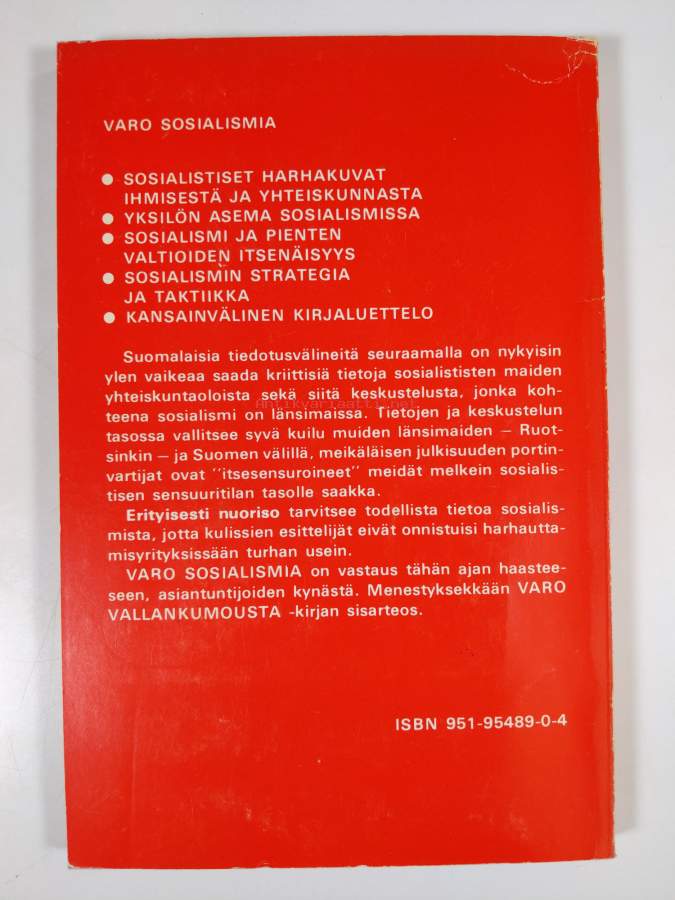 VARO SOSIALISMIA
● SOSIALISTISET HARHAKUVAT
IHMISESTÄ JA YHTEISKUNNASTA
● YKSILÖN ASEMA SOSIALISMISSA
● SOSIALISMI JA PIENTEN
VALTIOIDEN ITSENÄISYYS
● SOSIALISMIN STRATEGIA
JA TAKTIIKKA
● KANSAINVÄLINEN KIRJALUETTELO
Suomalaisia tiedotusvälineitä seuraamalla on nykyisin
ylen vaikeaa saada kriittisiä tietoja sosialististen maiden
yhteiskuntaoloista sekä siitä keskustelusta, jonka koh-
teena sosialismi on länsimaissa. Tietojen ja keskustelun
tasossa vallitsee syvä kuilu muiden länsimaiden – Ruot-
sinkin – ja Suomen välillä, meikäläisen julkisuuden portin-
vartijat ovat "itsesensuroineet" meidät melkein sosialis-
tisen sensuuritilan tasolle saakka.
Erityisesti nuoriso tarvitsee todellista tietoa sosialis-
mista, jotta kulissien esittelijät eivät onnistuisi harhautta-
misyrityksissään turhan usein.
VARO SOSIALISMIA on vastaus tähän ajan haastee-
seen, asiantuntijoiden kynästä. Menestyksekkään VARO
VALLANKUMOUSTA -kirjan sisarteos.
ISBN 951-95489-0-4
Antikvariaatti.net